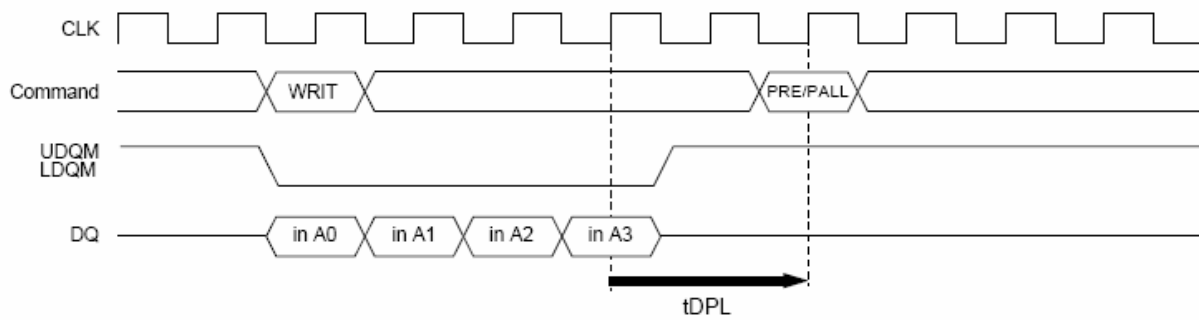 CLK
Command WRIT PRE/PALL
UDQM
LDQM
DQ in A0 in A1 in A2 in A3
tDPL